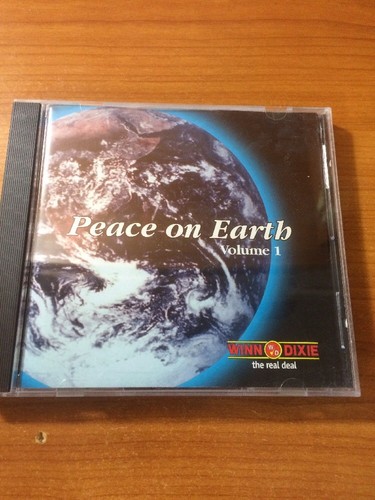 Peace on Earth
Volume 1
WINN W D DIXIE
the real deal